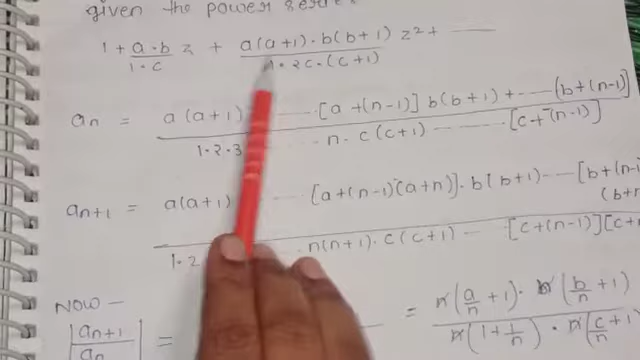 given the power
1 + a·b/1·c z + a(a+1)·b(b+1)/1·2c·(c+1) z² + ------
an = a(a+1) ----- [a+(n-1)] b(b+1)+---- (b+(n-1)] / 1·2·3 ---- n·c(c+1) ------ [c+(n-1)]
an+1 = a(a+1) ---- [a+(n-1)(a+n)]·b(b+1)--- [b+(n-1 (b+n / 1·2 ---- n(n+1)·c(c+1) --- [c+(n-1)][c+
NOW —
|an+1/an| = = n(a/n +1)· n(b/n +1) / n(1+1/n)·n(c/n +1)